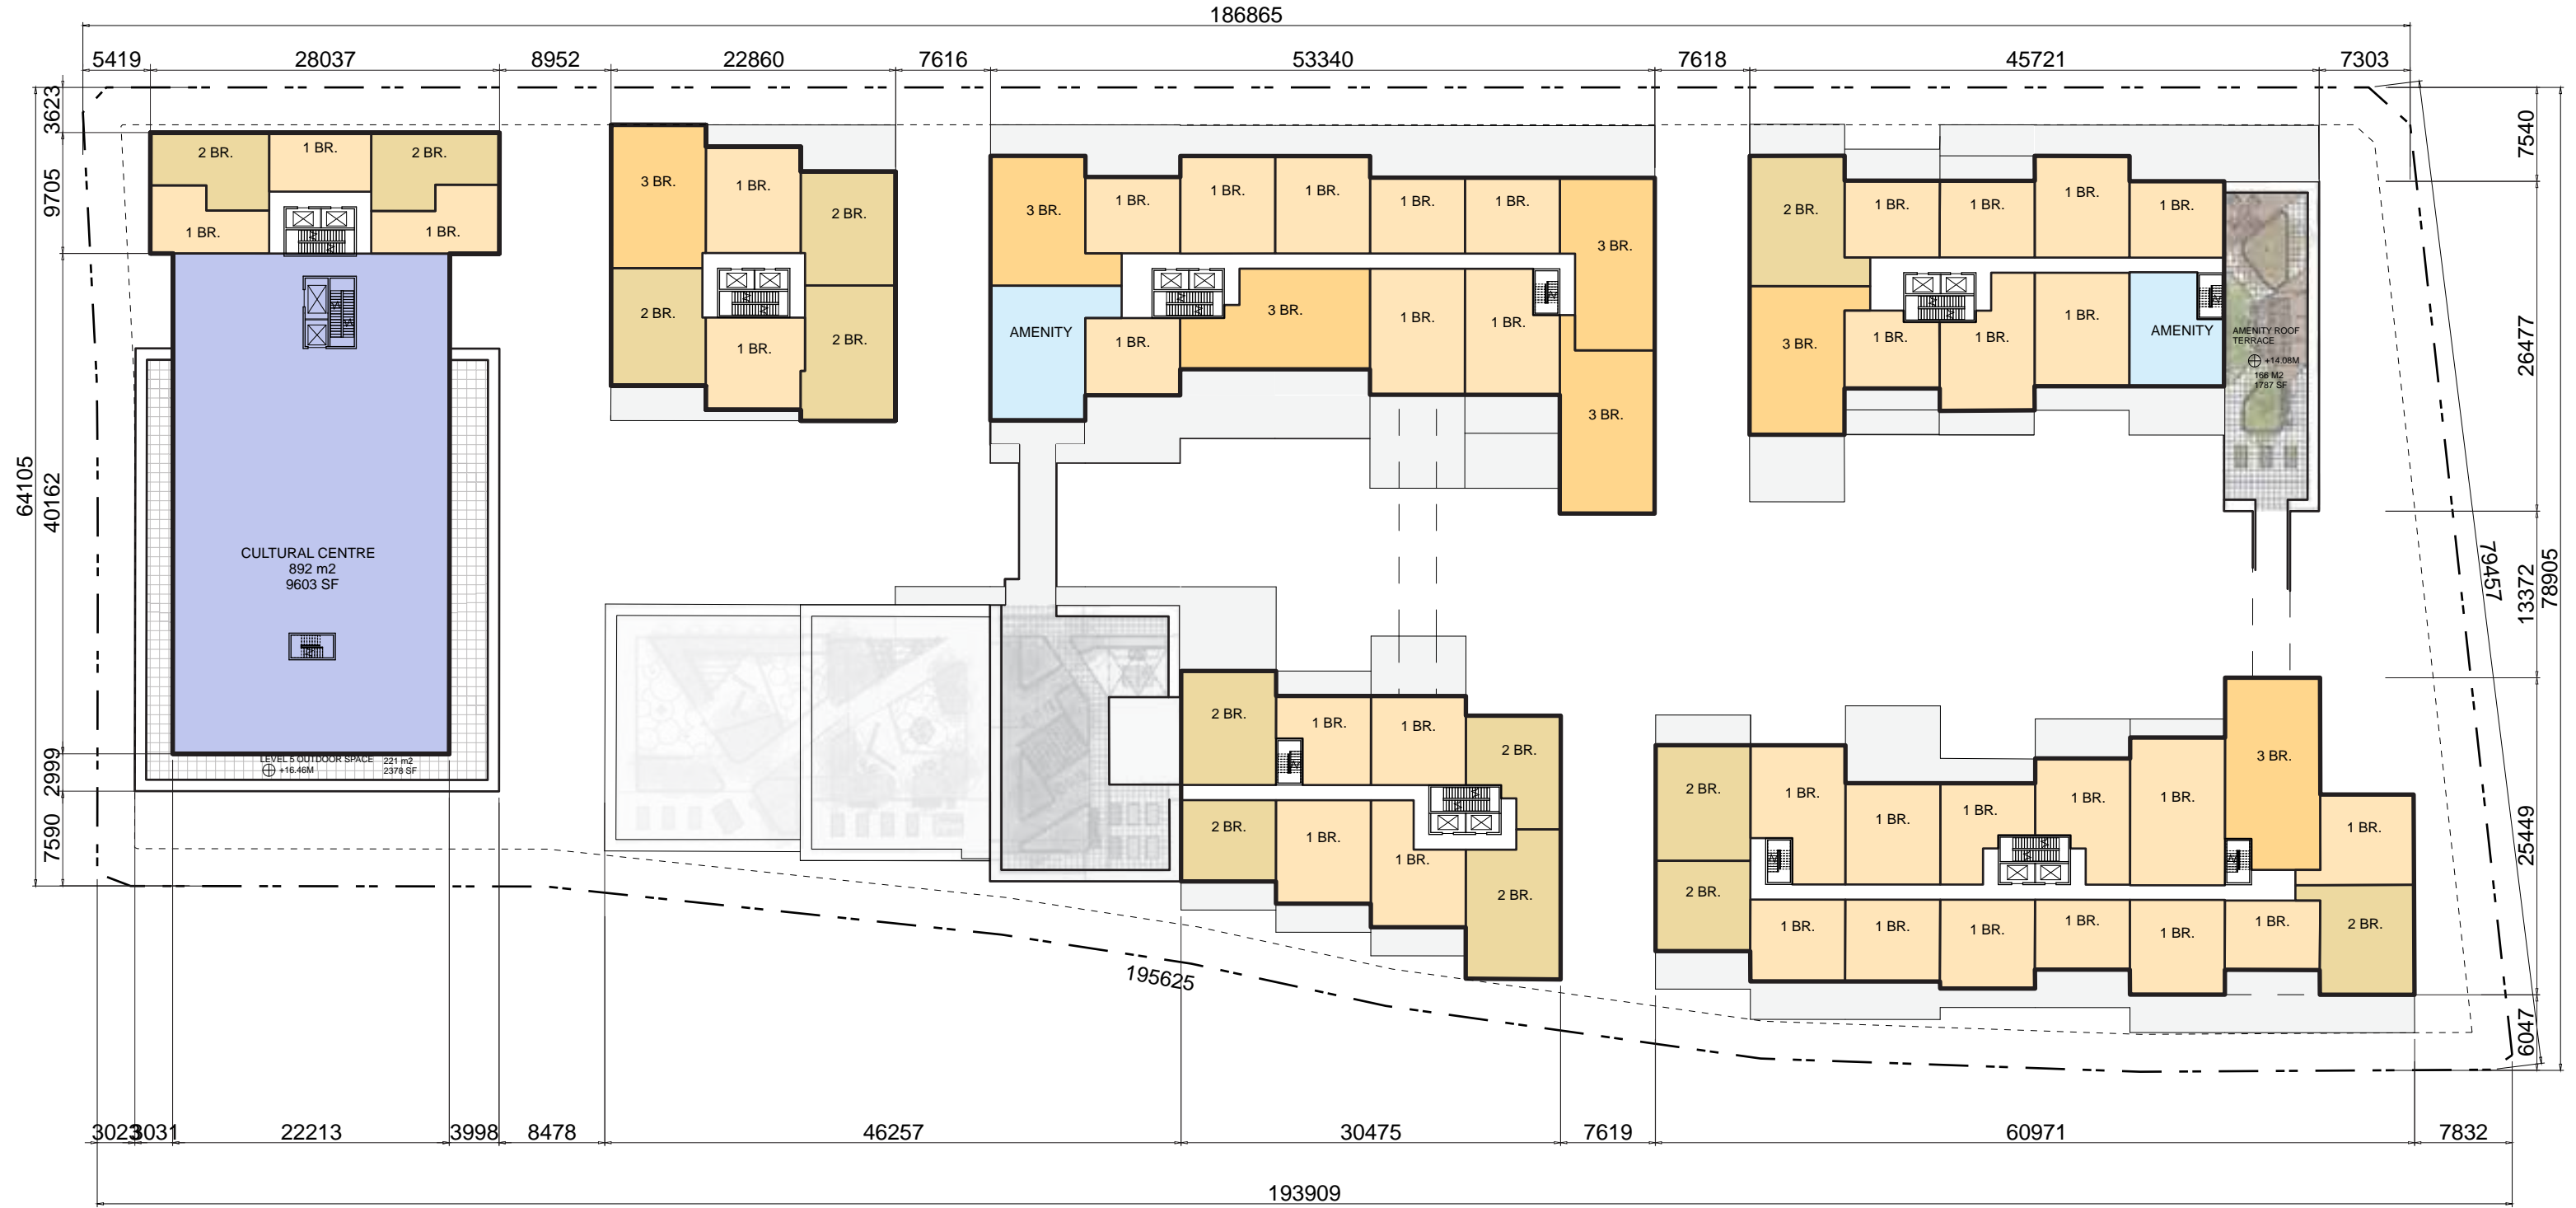 186865
5419 28037 8952 22860 7616 53340 7618 45721 7303
3623
9705
64105
40162
2999
7590
7540
26477
13372
78905
79457
25449
6047
2 BR.
1 BR.
2 BR.
1 BR.
1 BR.
CULTURAL CENTRE
892 m2
9603 SF
LEVEL 5 OUTDOOR SPACE
+16.46M
221 m2
2378 SF
3 BR.
1 BR.
2 BR.
2 BR.
1 BR.
2 BR.
3 BR.
1 BR.
1 BR.
1 BR.
1 BR.
1 BR.
3 BR.
AMENITY
1 BR.
3 BR.
1 BR.
1 BR.
3 BR.
2 BR.
1 BR.
1 BR.
1 BR.
1 BR.
3 BR.
1 BR.
1 BR.
1 BR.
AMENITY
AMENITY ROOF
TERRACE
+14.08M
166 M2
1787 SF
2 BR.
1 BR.
1 BR.
2 BR.
2 BR.
1 BR.
1 BR.
2 BR.
2 BR.
1 BR.
1 BR.
1 BR.
1 BR.
1 BR.
3 BR.
1 BR.
2 BR.
1 BR.
1 BR.
1 BR.
1 BR.
1 BR.
1 BR.
2 BR.
195625
3023 3031 22213 3998 8478 46257 30475 7619 60971 7832
193909